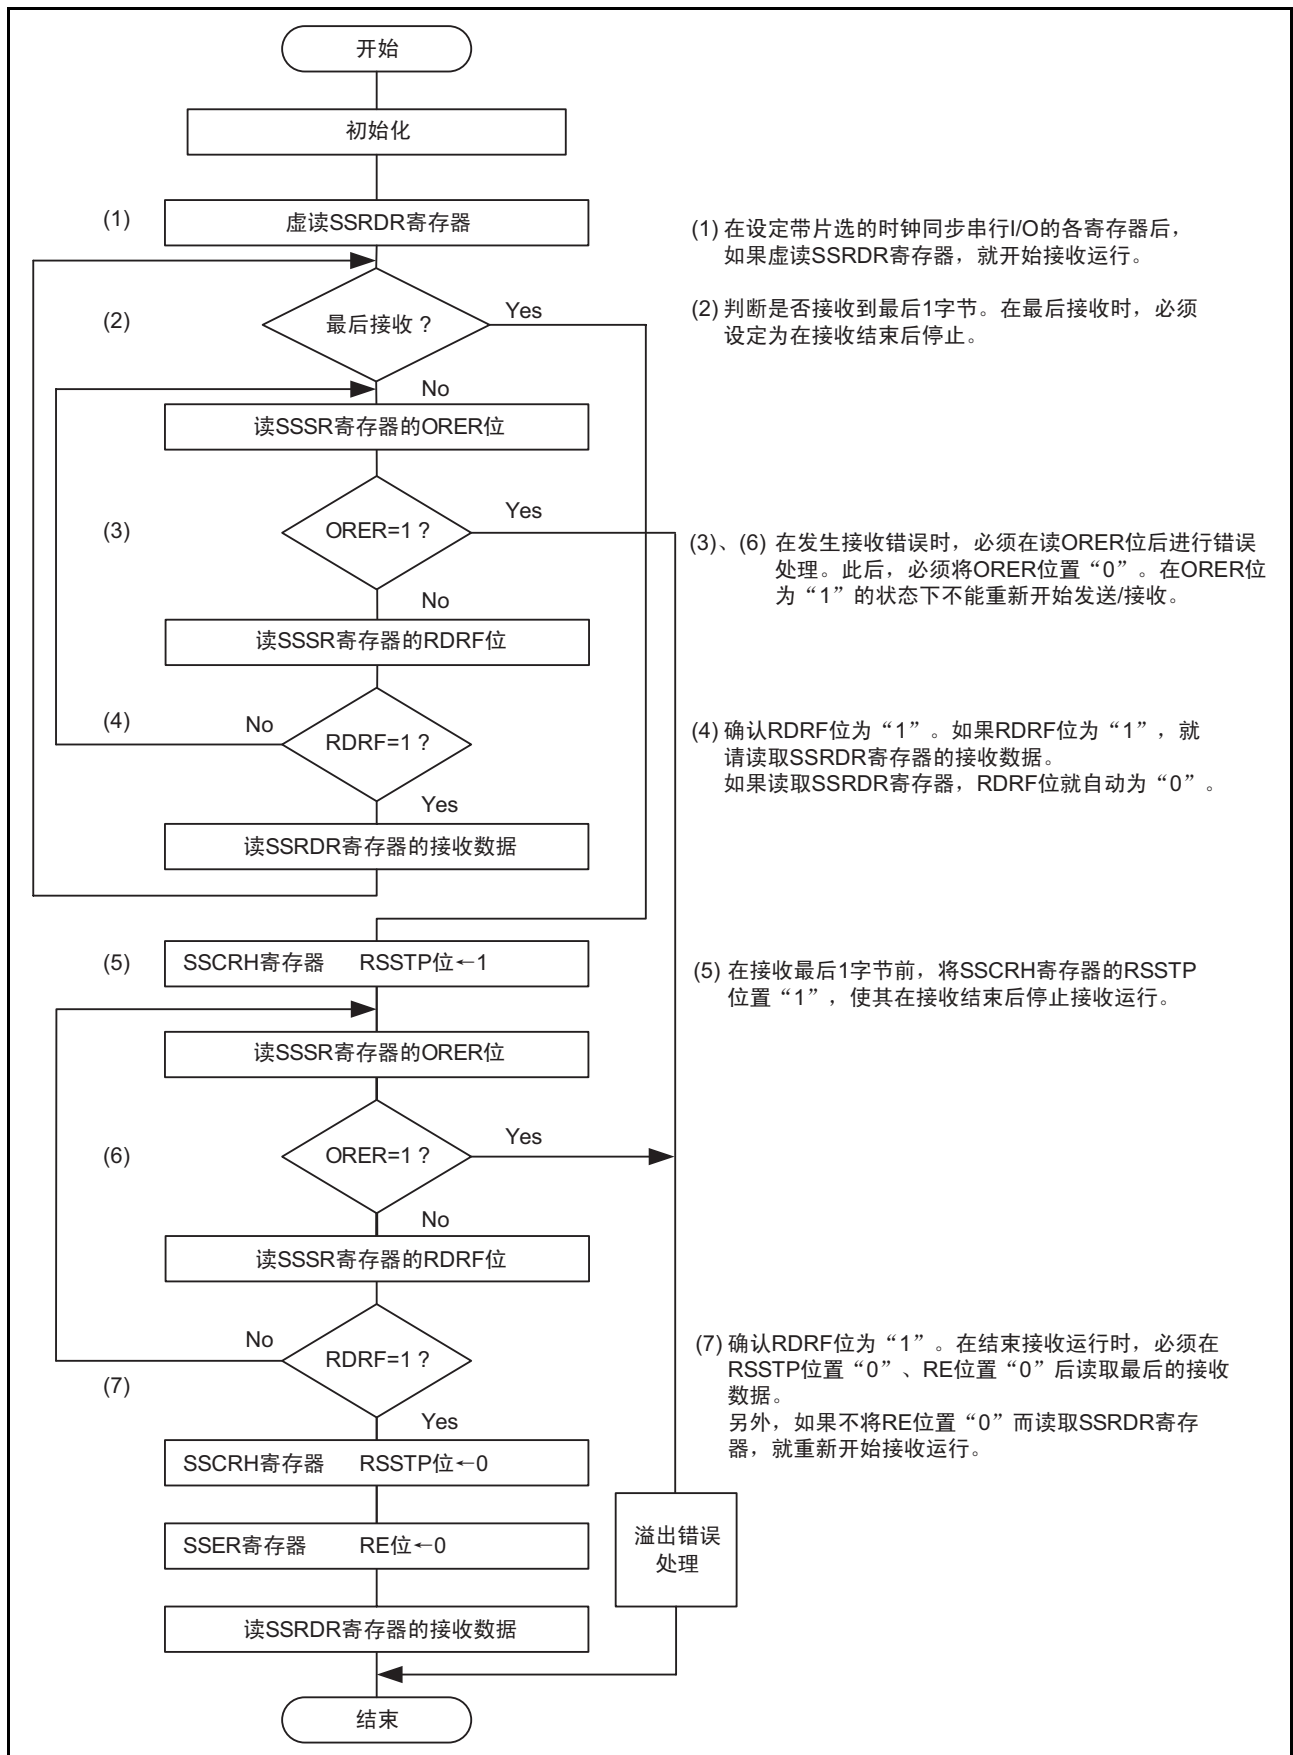 开始
初始化
(1)
虚读SSRDR寄存器
(1) 在设定带片选的时钟同步串行I/O的各寄存器后，
如果虚读SSRDR寄存器，就开始接收运行。
(2)
最后接收？
Yes
No
(2) 判断是否接收到最后1字节。在最后接收时，必须
设定为在接收结束后停止。
读SSSR寄存器的ORER位
(3)
ORER=1？
Yes
No
(3)、(6) 在发生接收错误时，必须在读ORER位后进行错误
处理。此后，必须将ORER位置“0”。在ORER位
为“1”的状态下不能重新开始发送/接收。
读SSSR寄存器的RDRF位
(4)
No
RDRF=1？
Yes
(4) 确认RDRF位为“1”。如果RDRF位为“1”，就
请读取SSRDR寄存器的接收数据。
如果读取SSRDR寄存器，RDRF位就自动为“0”。
读SSRDR寄存器的接收数据
(5)
SSCRH寄存器 RSSTP位←1
(5) 在接收最后1字节前，将SSCRH寄存器的RSSTP
位置“1”，使其在接收结束后停止接收运行。
读SSSR寄存器的ORER位
(6)
ORER=1？
Yes
No
读SSSR寄存器的RDRF位
No
RDRF=1？
(7)
Yes
(7) 确认RDRF位为“1”。在结束接收运行时，必须在
RSSTP位置“0”、RE位置“0”后读取最后的接收
数据。
另外，如果不将RE位置“0”而读取SSRDR寄存
器，就重新开始接收运行。
SSCRH寄存器 RSSTP位←0
SSER寄存器 RE位←0
溢出错误
处理
读SSRDR寄存器的接收数据
结束